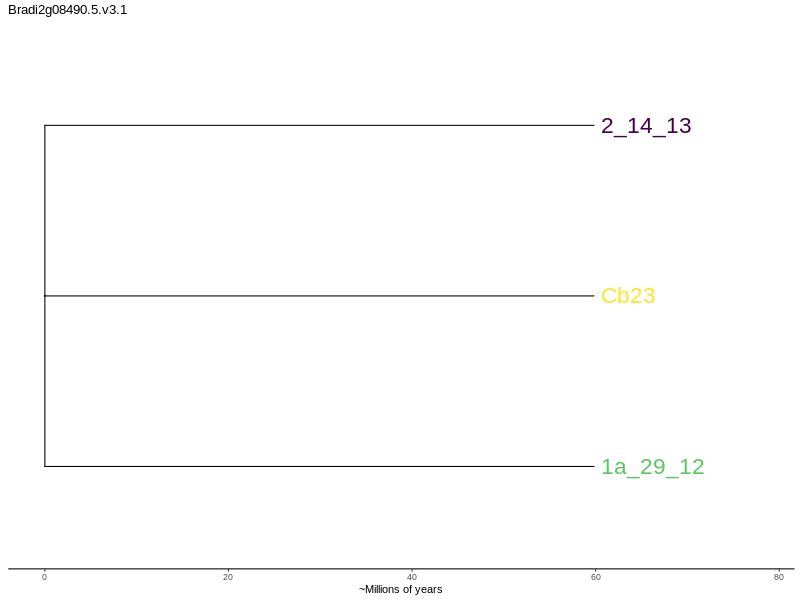 Bradi2g08490.5.v3.1
2_14_13
Cb23
1a_29_12
0 20 40 60 80
~Millions of years